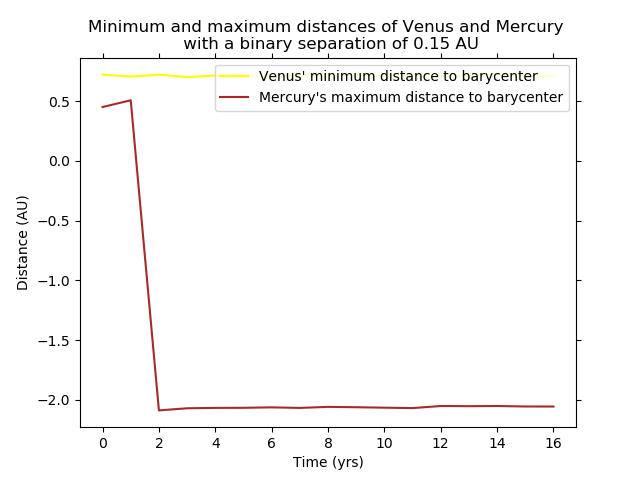 Minimum and maximum distances of Venus and Mercury
with a binary separation of 0.15 AU
Venus' minimum distance to barycenter
Mercury's maximum distance to barycenter
Distance (AU)
0.5
0.0
−0.5
−1.0
−1.5
−2.0
0 2 4 6 8 10 12 14 16
Time (yrs)